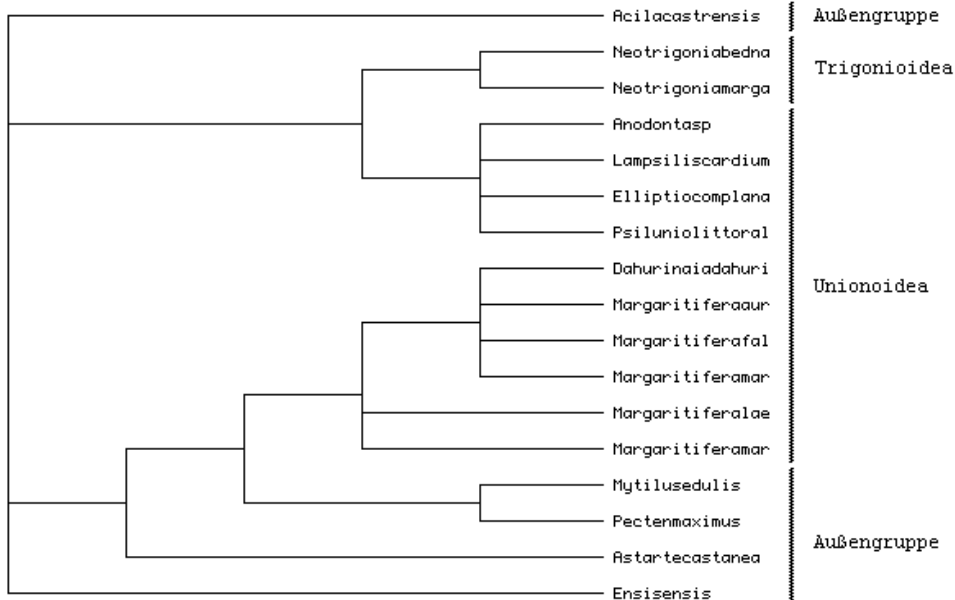 Acilacastrensis
Außengruppe
Neotrigoniabedna
Trigonioidea
Neotrigoniamarga
Anodontasp
Lampsiliscardium
Elliptiocomplana
Psiluniolittoral
Dahurinaiadahuri
Unionoidea
Margaritiferaaur
Margaritiferafal
Margaritiferamar
Margaritiferalae
Margaritiferamar
Mytilusedulis
Pectenmaximus
Außengruppe
Astartecastanea
Ensisensis